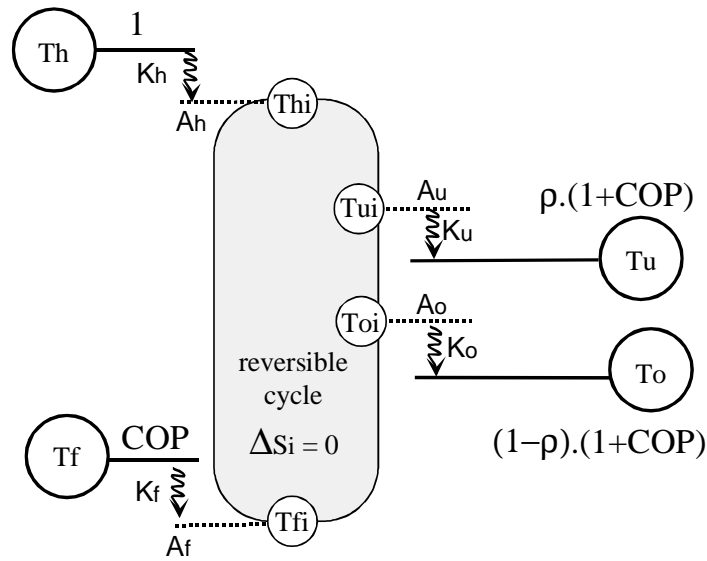 Th
1
Kh
Ah
Thi
Tui
Au
Ku
ρ.(1+COP)
Tu
Toi
Ao
Ko
To
(1−ρ).(1+COP)
reversible
cycle
ΔSi = 0
Tf
COP
Kf
Af
Tfi